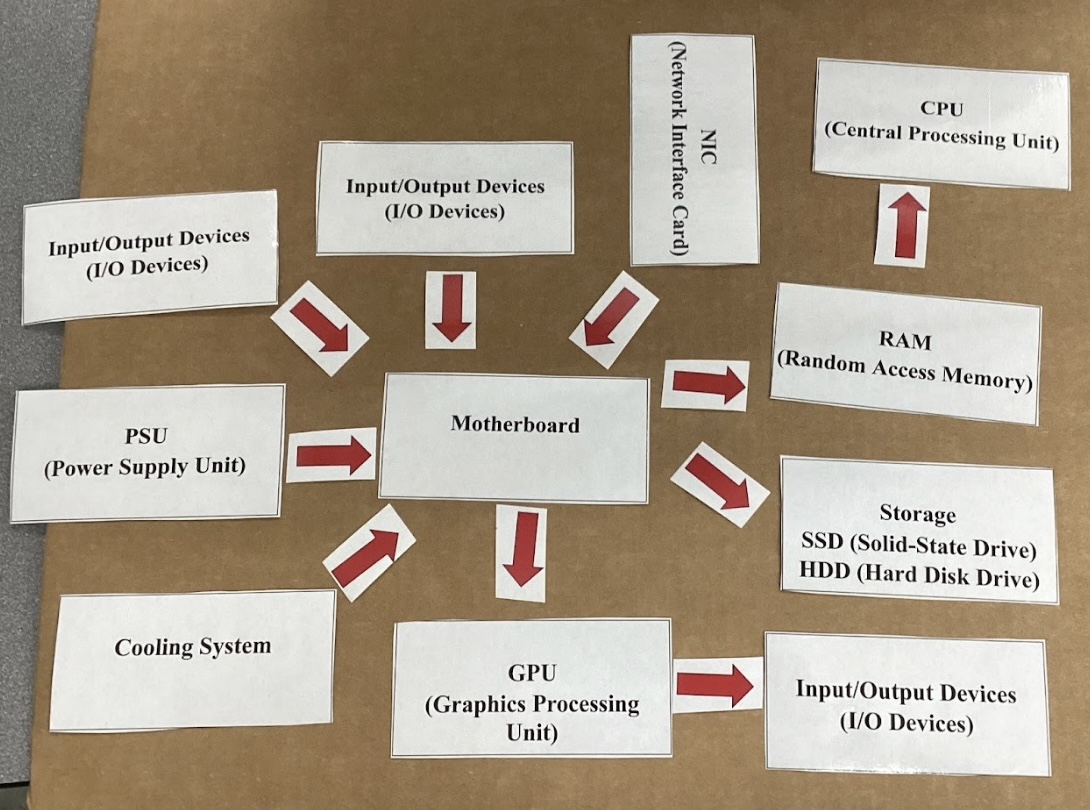 NIC
(Network Interface Card)
CPU
(Central Processing Unit)
Input/Output Devices
(I/O Devices)
Input/Output Devices
(I/O Devices)
RAM
(Random Access Memory)
PSU
(Power Supply Unit)
Motherboard
Storage
SSD (Solid-State Drive)
HDD (Hard Disk Drive)
Cooling System
GPU
(Graphics Processing
Unit)
Input/Output Devices
(I/O Devices)